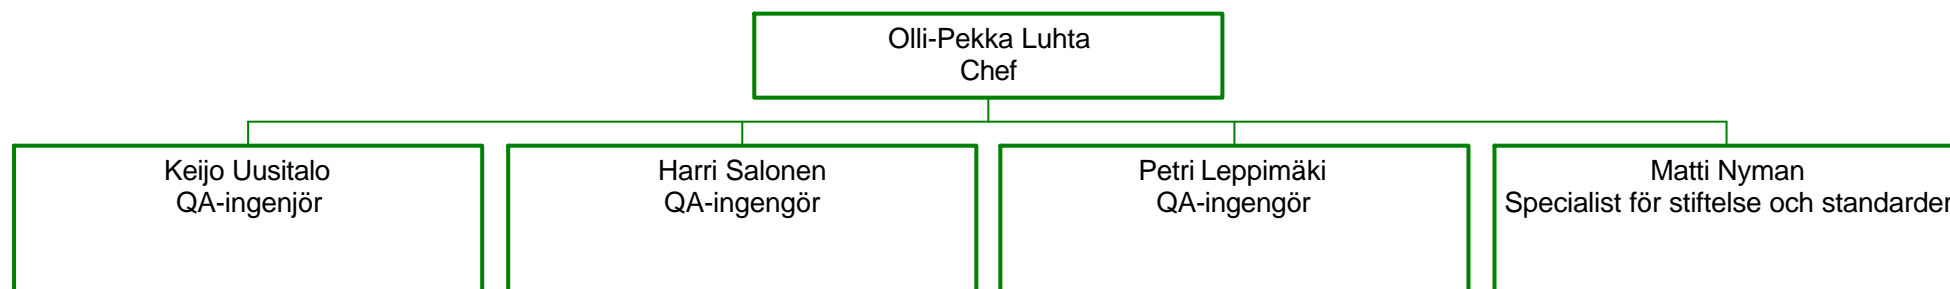 Olli-Pekka Luhta
Chef
Keijo Uusitalo
QA-ingenjör
Harri Salonen
QA-ingengör
Petri Leppimäki
QA-ingengör
Matti Nyman
Specialist för stiftelse och standarder